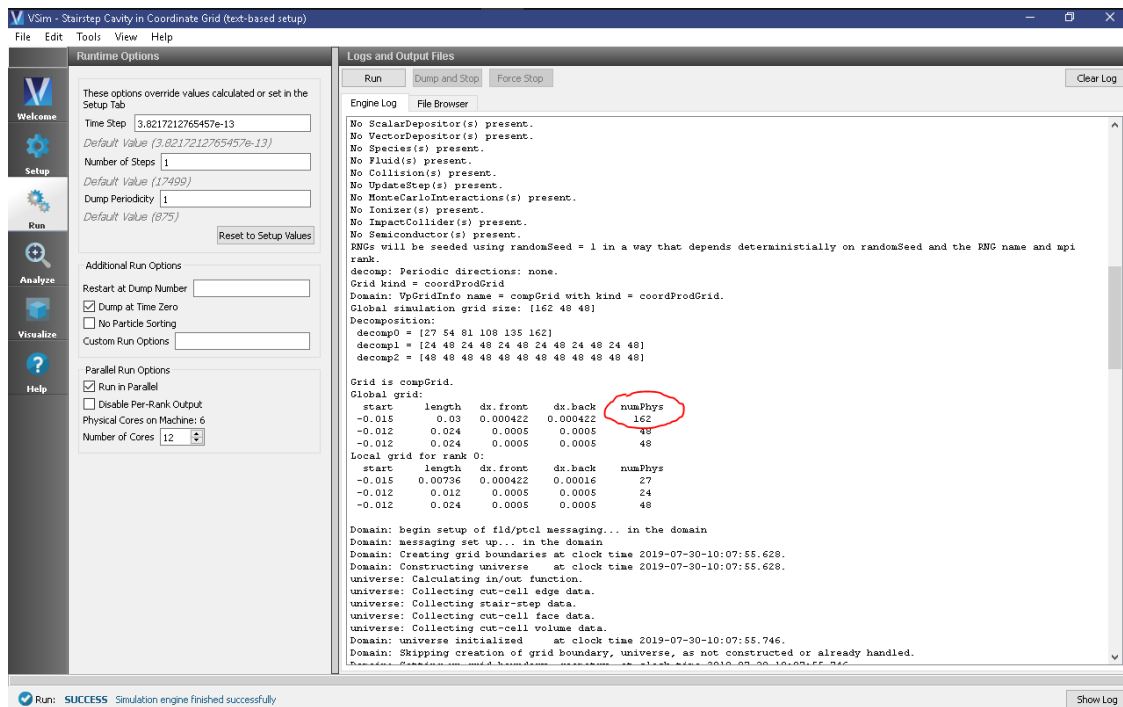 VSim - Stairstep Cavity in Coordinate Grid (text-based setup)
File Edit Tools View Help
Welcome
Setup
Run
Analyze
Visualize
Help
Runtime Options
These options override values calculated or set in the
Setup Tab
Time Step 3.8217212765457e-13
Default Value (3.8217212765457e-13)
Number of Steps 1
Default Value (17499)
Dump Periodicity 1
Default Value (875)
Reset to Setup Values
Additional Run Options
Restart at Dump Number
Dump at Time Zero
No Particle Sorting
Custom Run Options
Parallel Run Options
Run in Parallel
Disable Per-Rank Output
Physical Cores on Machine: 6
Number of Cores 12
Logs and Output Files
Run Dump and Stop Force Stop Clear Log
Engine Log File Browser
No ScalarDepositor(s) present.
No VectorDepositor(s) present.
No Species(s) present.
No Fluid(s) present.
No Collision(s) present.
No UpdateStep(s) present.
No MonteCarloInteractions(s) present.
No Ionizer(s) present.
No ImpactCollider(s) present.
No Semiconductor(s) present.
RNGs will be seeded using randomSeed = 1 in a way that depends deterministially on randomSeed and the RNG name and mpi
rank.
decomp: Periodic directions: none.
Grid kind = coordProdGrid
Domain: VpGridInfo name = compGrid with kind = coordProdGrid.
Global simulation grid size: [162 48 48]
Decomposition:
decomp0 = [27 54 81 108 135 162]
decomp1 = [24 48 24 48 24 48 24 48 24 48 24 48]
decomp2 = [48 48 48 48 48 48 48 48 48 48 48 48]
Grid is compGrid.
Global grid:
start length dx.front dx.back numPhys
-0.015 0.03 0.000422 0.000422 162
-0.012 0.024 0.0005 0.0005 48
-0.012 0.024 0.0005 0.0005 48
Local grid for rank 0:
start length dx.front dx.back numPhys
-0.015 0.00736 0.000422 0.00016 27
-0.012 0.012 0.0005 0.0005 24
-0.012 0.024 0.0005 0.0005 48
Domain: begin setup of fld/ptcl messaging... in the domain
Domain: messaging set up... in the domain
Domain: Creating grid boundaries at clock time 2019-07-30-10:07:55.628.
Domain: Constructing universe at clock time 2019-07-30-10:07:55.628.
universe: Calculating in/out function.
universe: Collecting cut-cell edge data.
universe: Collecting stair-step data.
universe: Collecting cut-cell face data.
universe: Collecting cut-cell volume data.
Domain: universe initialized at clock time 2019-07-30-10:07:55.746.
Domain: Skipping creation of grid boundary, universe, as not constructed or already handled.
Run: SUCCESS Simulation engine finished successfully
Show Log